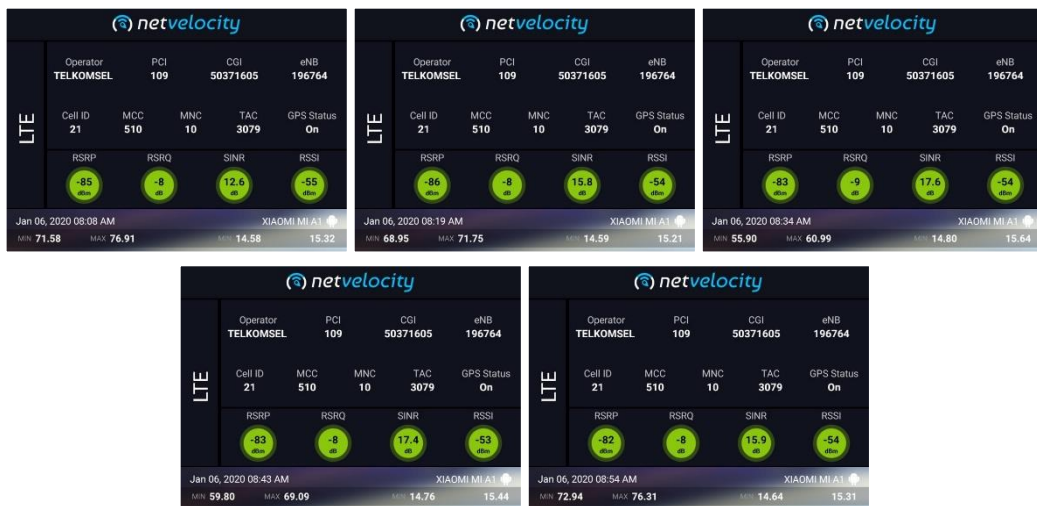 netvelocity
LTE
Operator PCI CGI eNB
TELKOMSEL 109 50371605 196764
Cell ID MCC MNC TAC GPS Status
21 510 10 3079 On
RSRP RSRQ SINR RSSI
-85 -8 12.6 -55
dBm dB dB dBm
Jan 06, 2020 08:08 AM XIAOMI MI A1
MIN 71.58 MAX 76.91 MIN 14.58 15.32
netvelocity
LTE
Operator PCI CGI eNB
TELKOMSEL 109 50371605 196764
Cell ID MCC MNC TAC GPS Status
21 510 10 3079 On
RSRP RSRQ SINR RSSI
-86 -8 15.8 -54
dBm dB dB dBm
Jan 06, 2020 08:19 AM XIAOMI MI A1
MIN 68.95 MAX 71.75 MIN 14.59 15.21
netvelocity
LTE
Operator PCI CGI eNB
TELKOMSEL 109 50371605 196764
Cell ID MCC MNC TAC GPS Status
21 510 10 3079 On
RSRP RSRQ SINR RSSI
-83 -9 17.6 -54
dBm dB dB dBm
Jan 06, 2020 08:34 AM XIAOMI MI A1
MIN 55.90 MAX 60.99 MIN 14.80 15.64
netvelocity
LTE
Operator PCI CGI eNB
TELKOMSEL 109 50371605 196764
Cell ID MCC MNC TAC GPS Status
21 510 10 3079 On
RSRP RSRQ SINR RSSI
-83 -8 17.4 -53
dBm dB dB dBm
Jan 06, 2020 08:43 AM XIAOMI MI A1
MIN 59.80 MAX 69.09 MIN 14.76 15.44
netvelocity
LTE
Operator PCI CGI eNB
TELKOMSEL 109 50371605 196764
Cell ID MCC MNC TAC GPS Status
21 510 10 3079 On
RSRP RSRQ SINR RSSI
-82 -8 15.9 -54
dBm dB dB dBm
Jan 06, 2020 08:54 AM XIAOMI MI A1
MIN 72.94 MAX 76.31 MIN 14.64 15.31